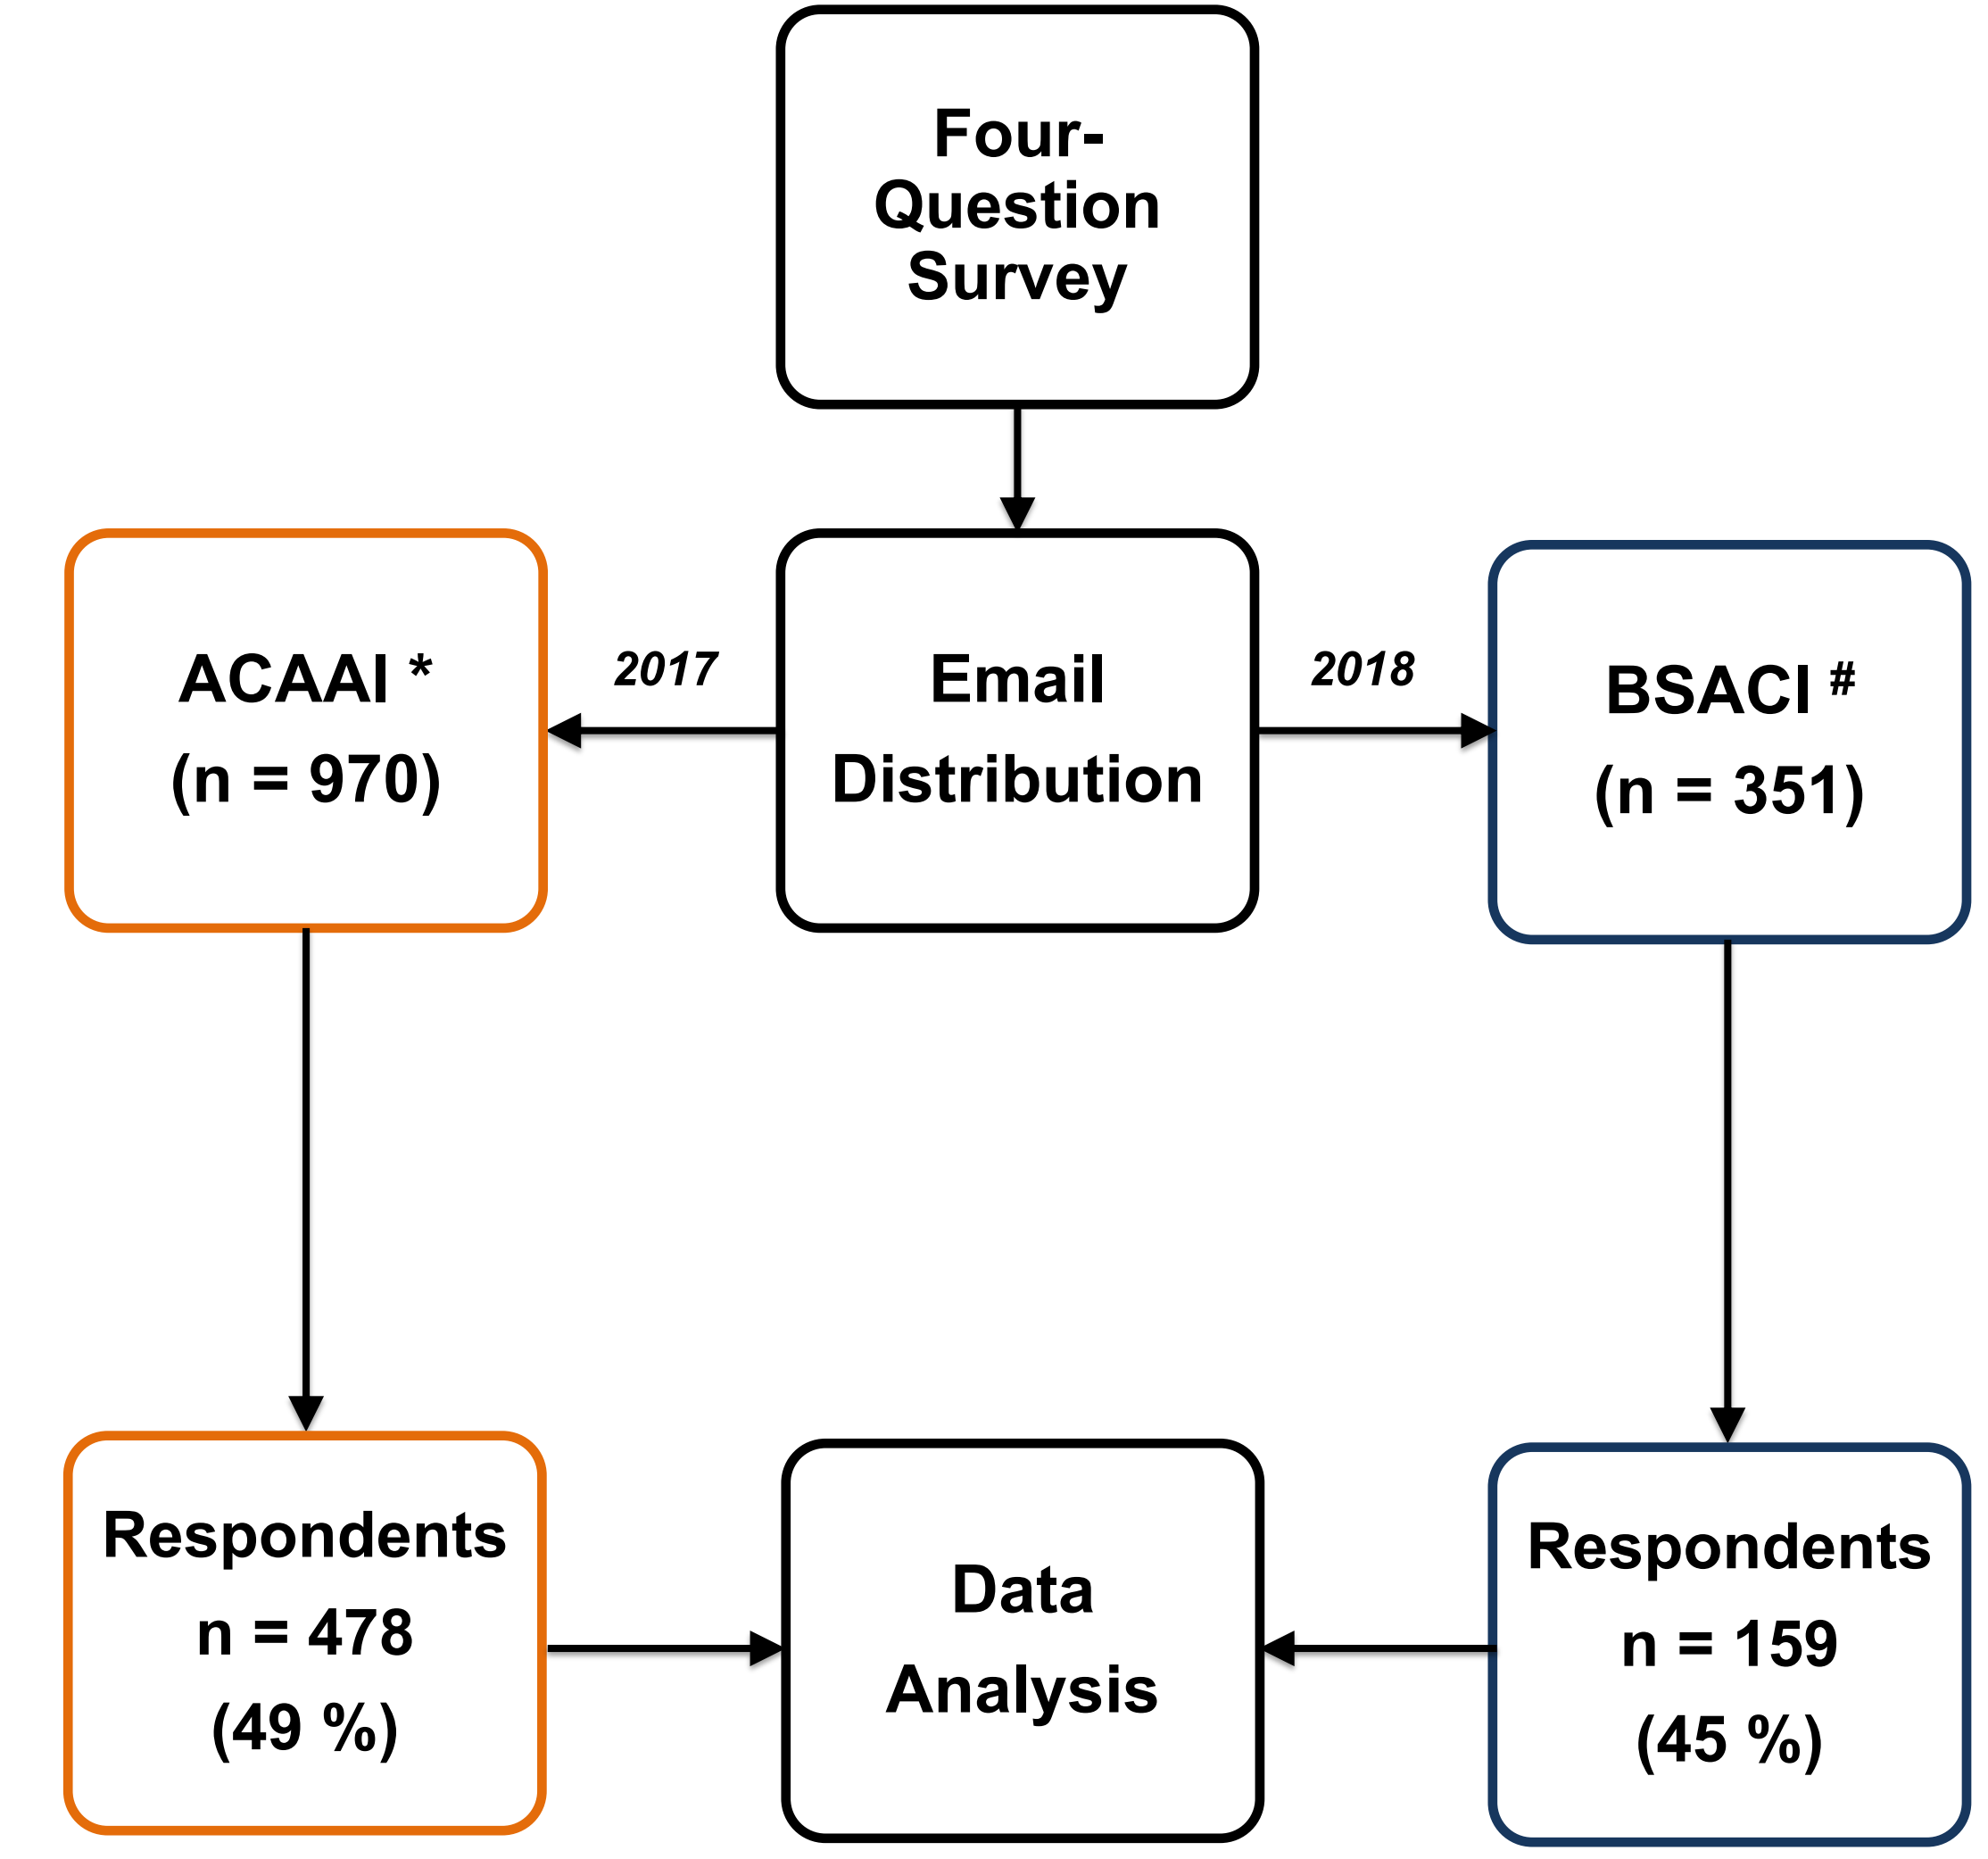 Four-
Question
Survey
ACAAI *
(n = 970)
2017
Email
Distribution
2018
BSACI #
(n = 351)
Respondents
n = 478
(49 %)
Data
Analysis
Respondents
n = 159
(45 %)